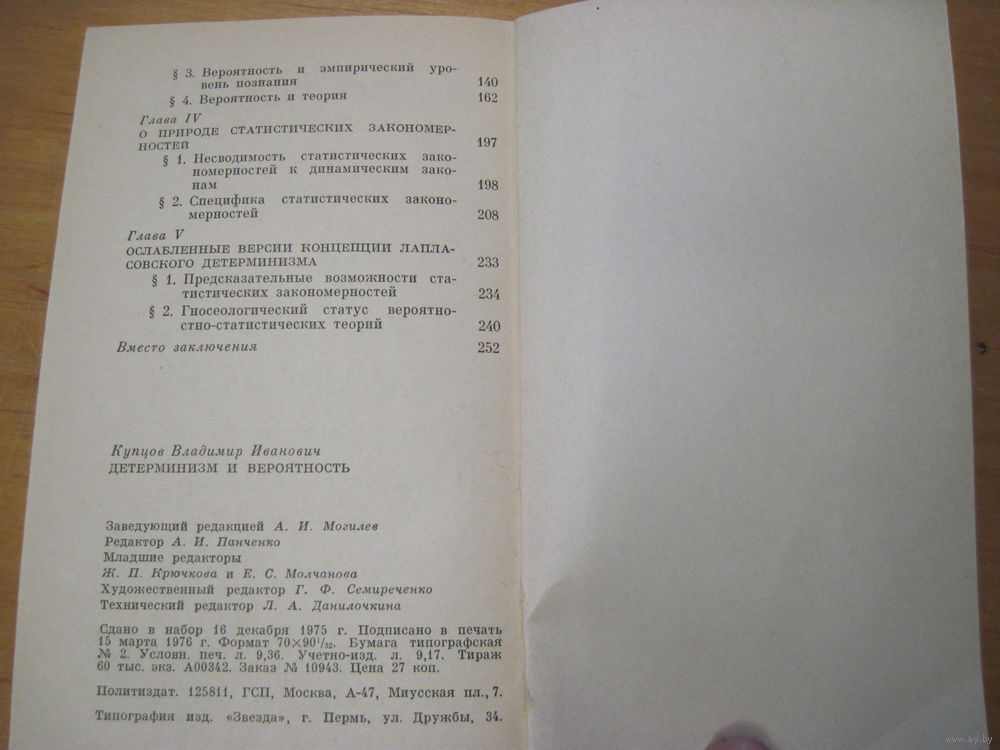 § 3. Вероятность и эмпирический уро-
вень познания 140
§ 4. Вероятность и теория 162
Глава IV
О ПРИРОДЕ СТАТИСТИЧЕСКИХ ЗАКОНОМЕР-
НОСТЕЙ 197
§ 1. Несводимость статистических зако-
номерностей к динамическим зако-
нам 198
§ 2. Специфика статистических законо-
мерностей 208
Глава V
ОСЛАБЛЕННЫЕ ВЕРСИИ КОНЦЕПЦИИ ЛАПЛА-
СОВСКОГО ДЕТЕРМИНИЗМА 233
§ 1. Предсказательные возможности ста-
тистических закономерностей 234
§ 2. Гносеологический статус вероятно-
стно-статистических теорий 240
Вместо заключения 252
Купцов Владимир Иванович
ДЕТЕРМИНИЗМ И ВЕРОЯТНОСТЬ
Заведующий редакцией А. И. Могилев
Редактор А. И. Панченко
Младшие редакторы
Ж. П. Крючкова и Е. С. Молчанова
Художественный редактор Г. Ф. Семиреченко
Технический редактор Л. А. Данилочкина
Сдано в набор 16 декабря 1975 г. Подписано в печать
15 марта 1976 г. Формат 70×90¹/₃₂. Бумага типографская
№ 2. Условн. печ. л. 9,36. Учетно-изд. л. 9,17. Тираж
60 тыс. экз. А00342. Заказ № 10943. Цена 27 коп.
Политиздат. 125811, ГСП, Москва, А-47, Миусская пл., 7.
Типография изд. «Звезда», г. Пермь, ул. Дружбы, 34.
www.ay.by